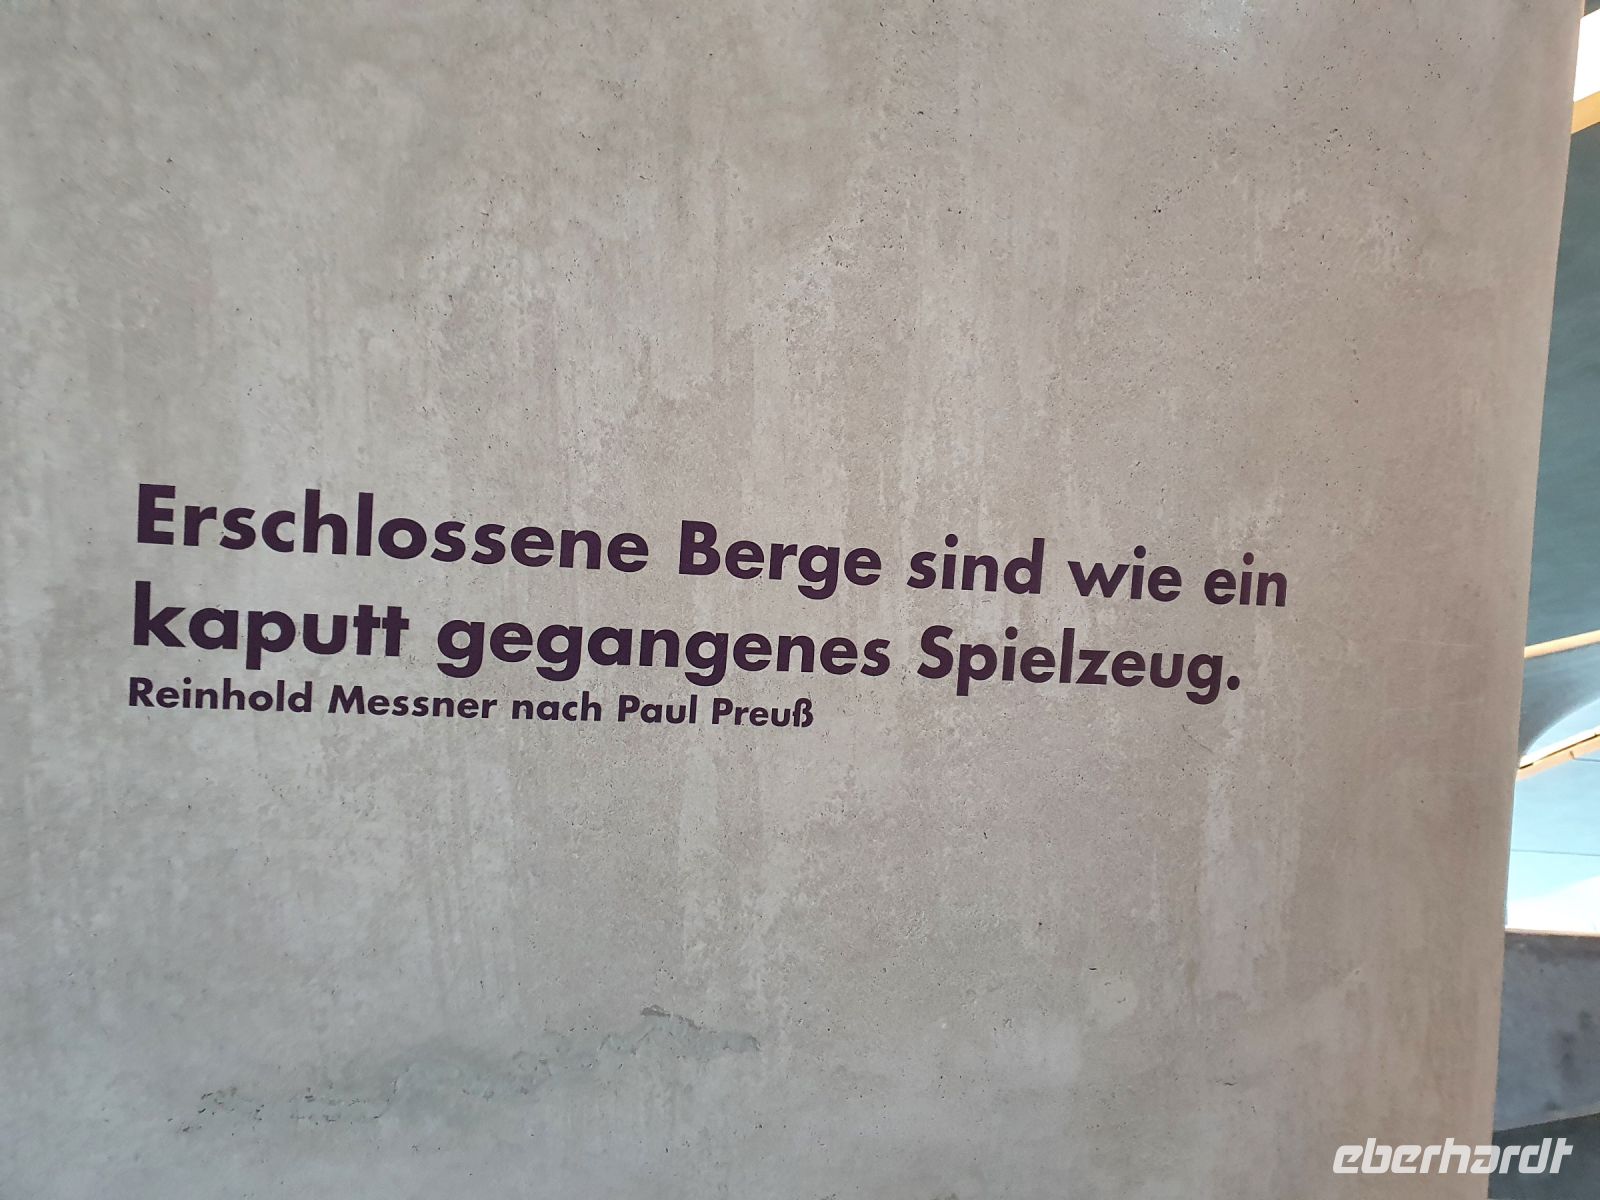 Erschlossene Berge sind wie ein
kaputt gegangenes Spielzeug.
Reinhold Messner nach Paul Preuß
eberhardt